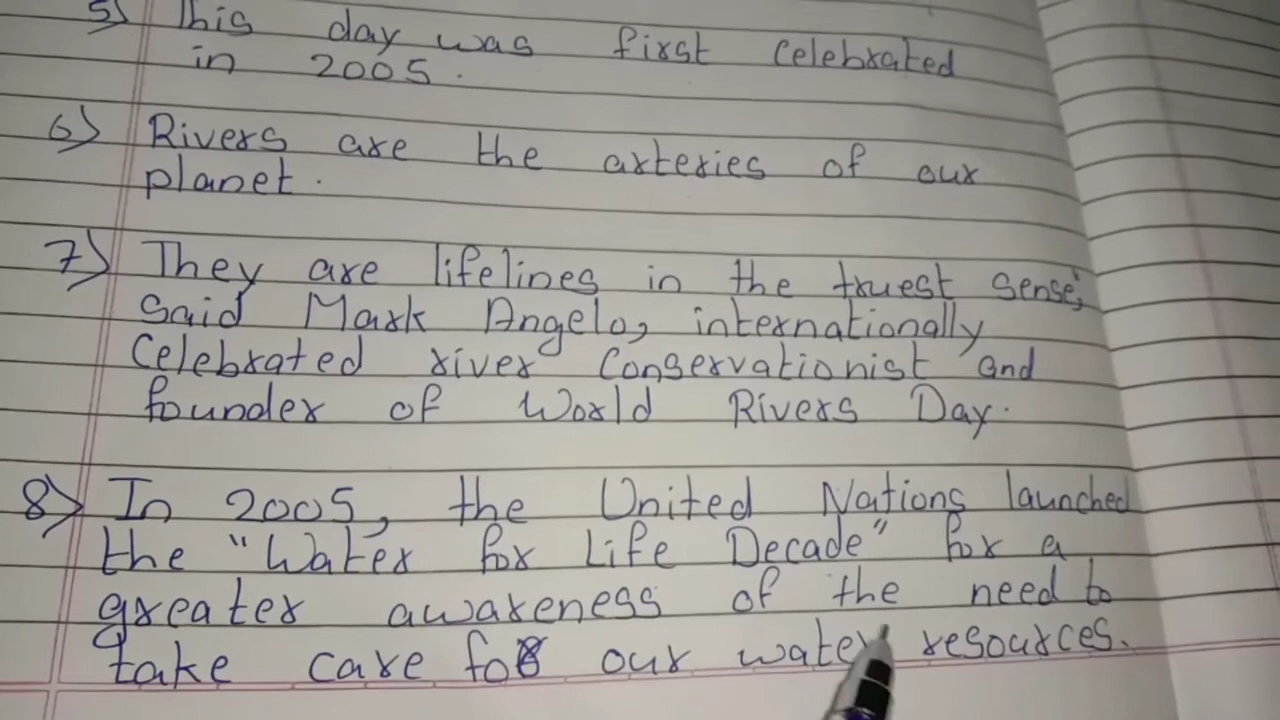 5) This day was first celebrated
in 2005.
6) Rivers are the arteries of our
planet.
7) They are lifelines in the truest sense,'
said Mark Angelo, internationally
celebrated river conservationist and
founder of World Rivers Day.
8) In 2005, the United Nations launched
the "Water for Life Decade" for a
greater awareness of the need to
take care for our water resources.